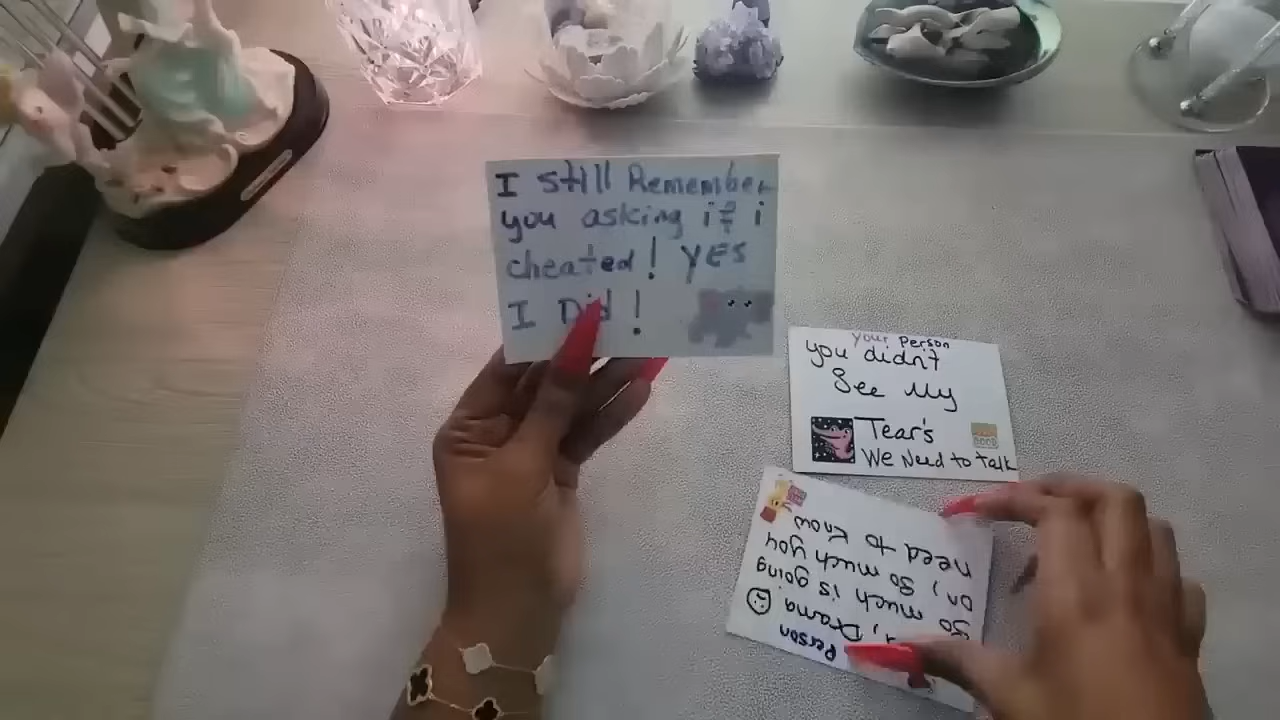 I still Remember
you asking if i
cheated! YES
I Did!
your Person
you didn't
See My
Tear's
We Need to talk
Person
Drama
so much is going
on, so much you
need to know